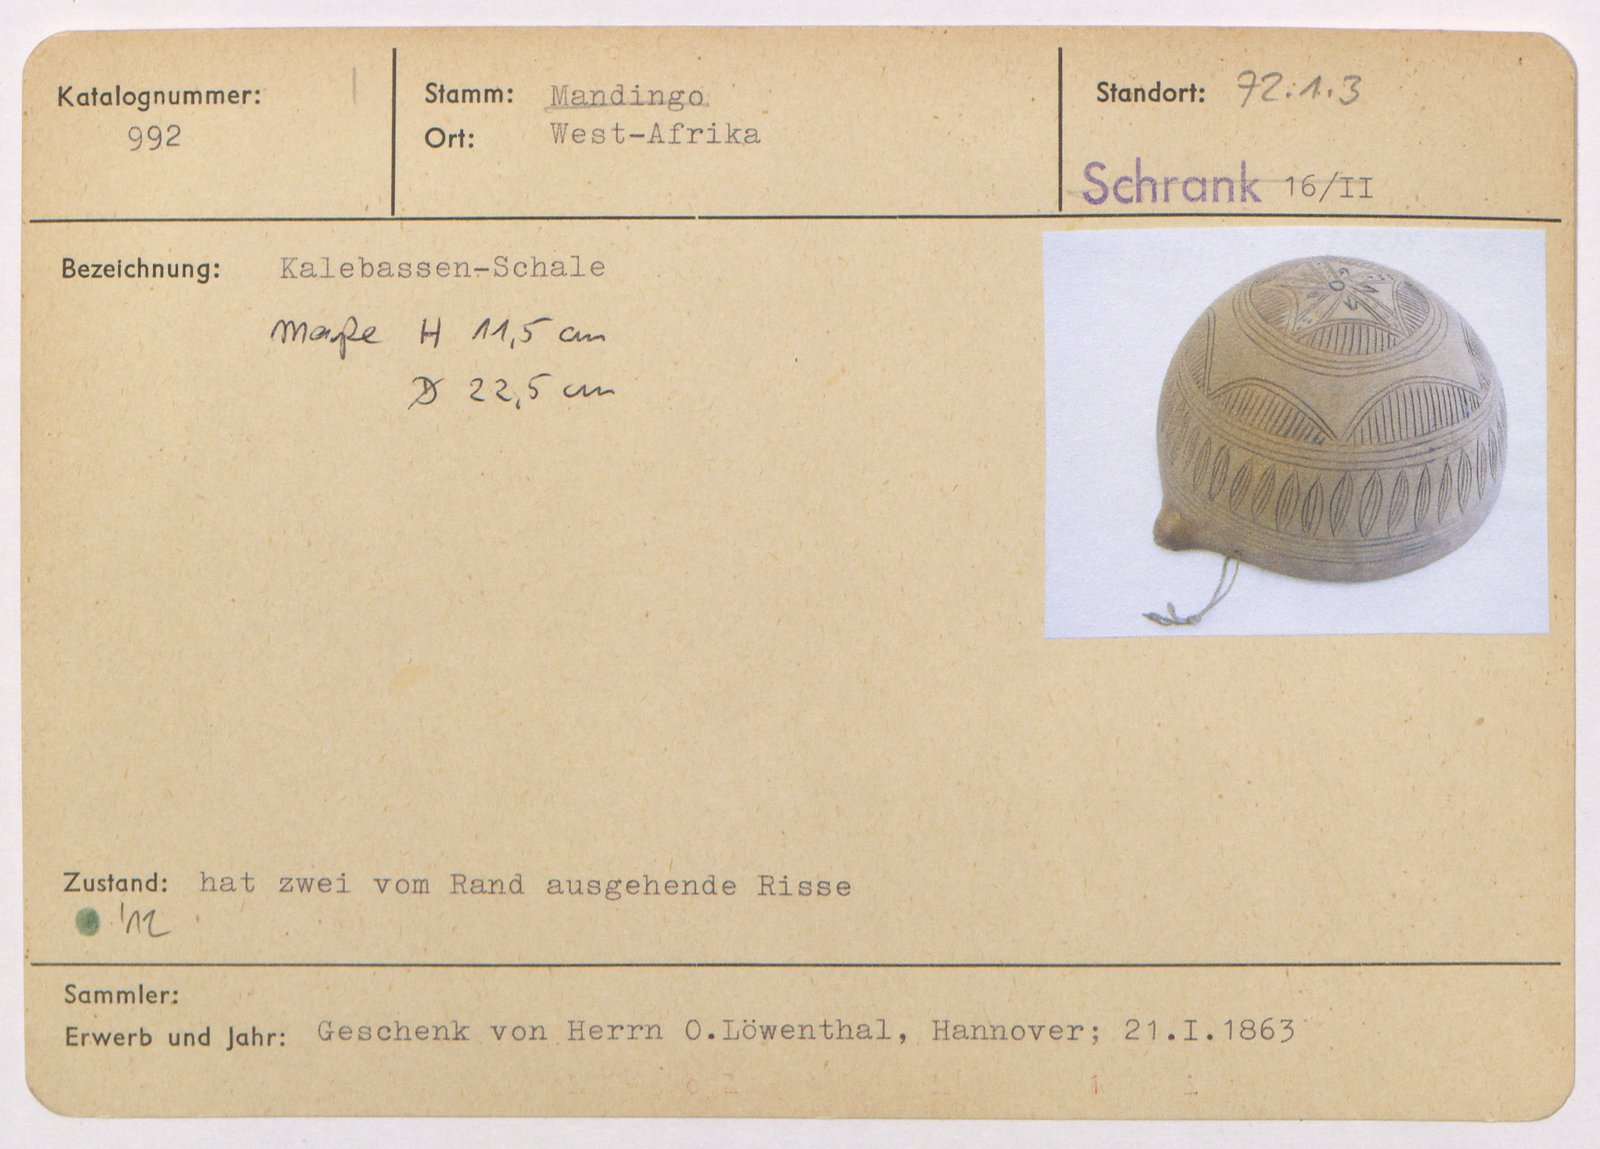 Katalognummer:
992
Stamm: Mandingo
Ort: West-Afrika
Standort: 72.1.3
Schrank 16/II
Bezeichnung: Kalebassen-Schale
Maße H 11,5 cm
D 22,5 cm
Zustand: hat zwei vom Rand ausgehende Risse
'12
Sammler:
Erwerb und Jahr: Geschenk von Herrn O.Löwenthal, Hannover; 21.I.1863